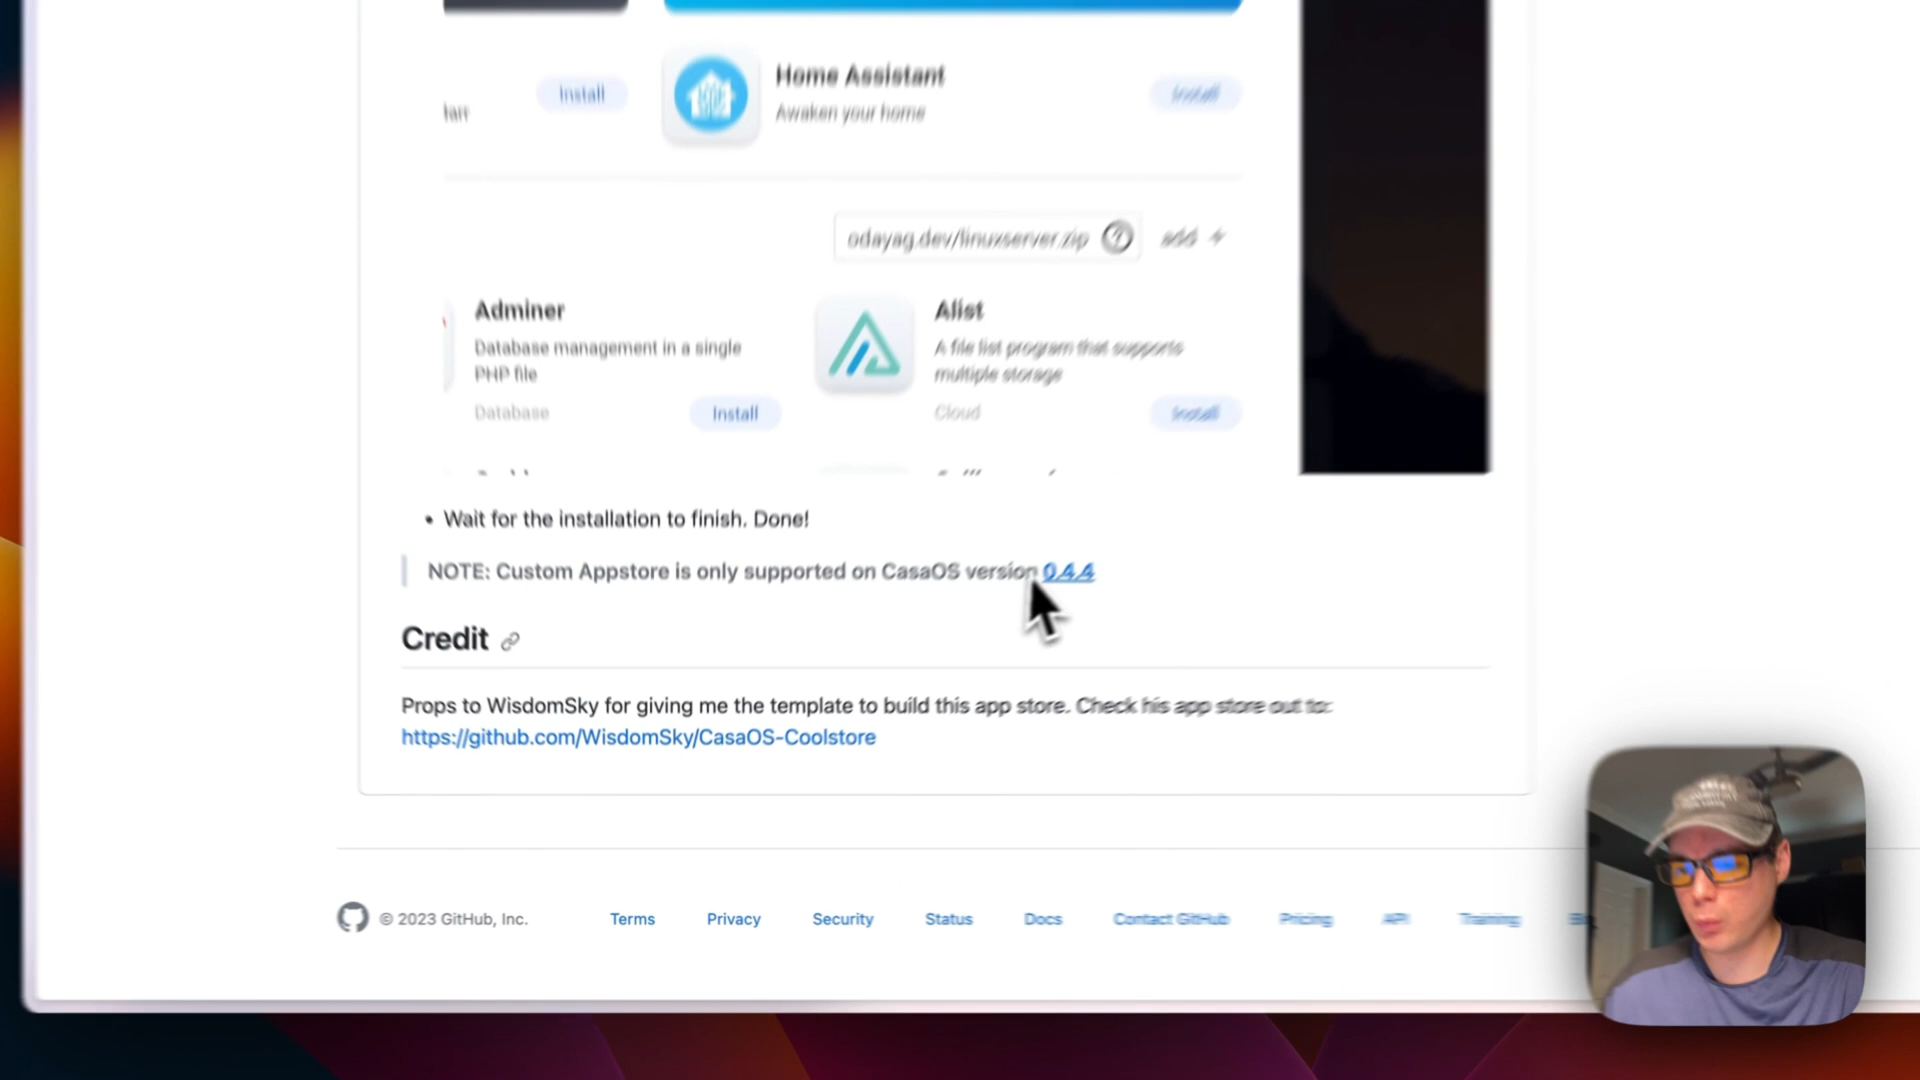 Install
Home Assistant
Awaken your home
Install
odayag.dev/linuxserver.zip
add +
Adminer
Database management in a single
PHP file
Database
Install
Alist
A file list program that supports
multiple storage
Cloud
Install
• Wait for the installation to finish. Done!
NOTE: Custom Appstore is only supported on CasaOS version 0.4.4
Credit
Props to WisdomSky for giving me the template to build this app store. Check his app store out to:
https://github.com/WisdomSky/CasaOS-Coolstore
© 2023 GitHub, Inc. Terms Privacy Security Status Docs Contact GitHub Pricing API Training